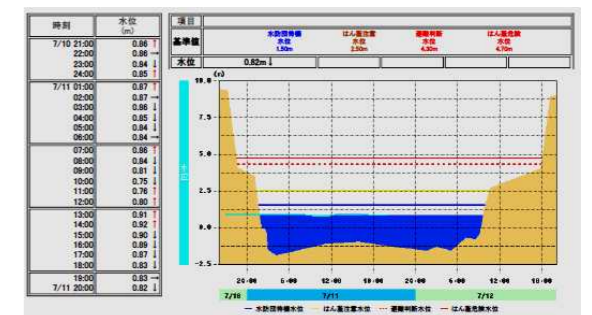 時刻 水位(m)
7/10 21:00 0.86 ↑
22:00 0.86 →
23:00 0.84 ↓
24:00 0.85 ↑
7/11 01:00 0.87 ↑
02:00 0.87 →
03:00 0.86 ↓
04:00 0.85 ↓
05:00 0.84 ↓
06:00 0.84 →
07:00 0.86 ↑
08:00 0.84 ↓
09:00 0.81 ↓
10:00 0.75 ↓
11:00 0.76 ↑
12:00 0.80 ↑
13:00 0.91 ↑
14:00 0.92 ↑
15:00 0.90 ↓
16:00 0.89 ↓
17:00 0.87 ↓
18:00 0.83 ↓
19:00 0.83 →
7/11 20:00 0.82 ↓
項目
基準値 水防団待機水位 1.50m はん濫注意水位 2.50m 避難判断水位 4.30m はん濫危険水位 4.70m
水位 0.82m↓
10.0
7.5
5.0
2.5
0.0
-2.5
水位
24-00 6-00 12-00 18-00 24-00 6-00 12-00 18-00
7/10 7/11 7/12
水防団待機水位 はん濫注意水位 避難判断水位 はん濫危険水位